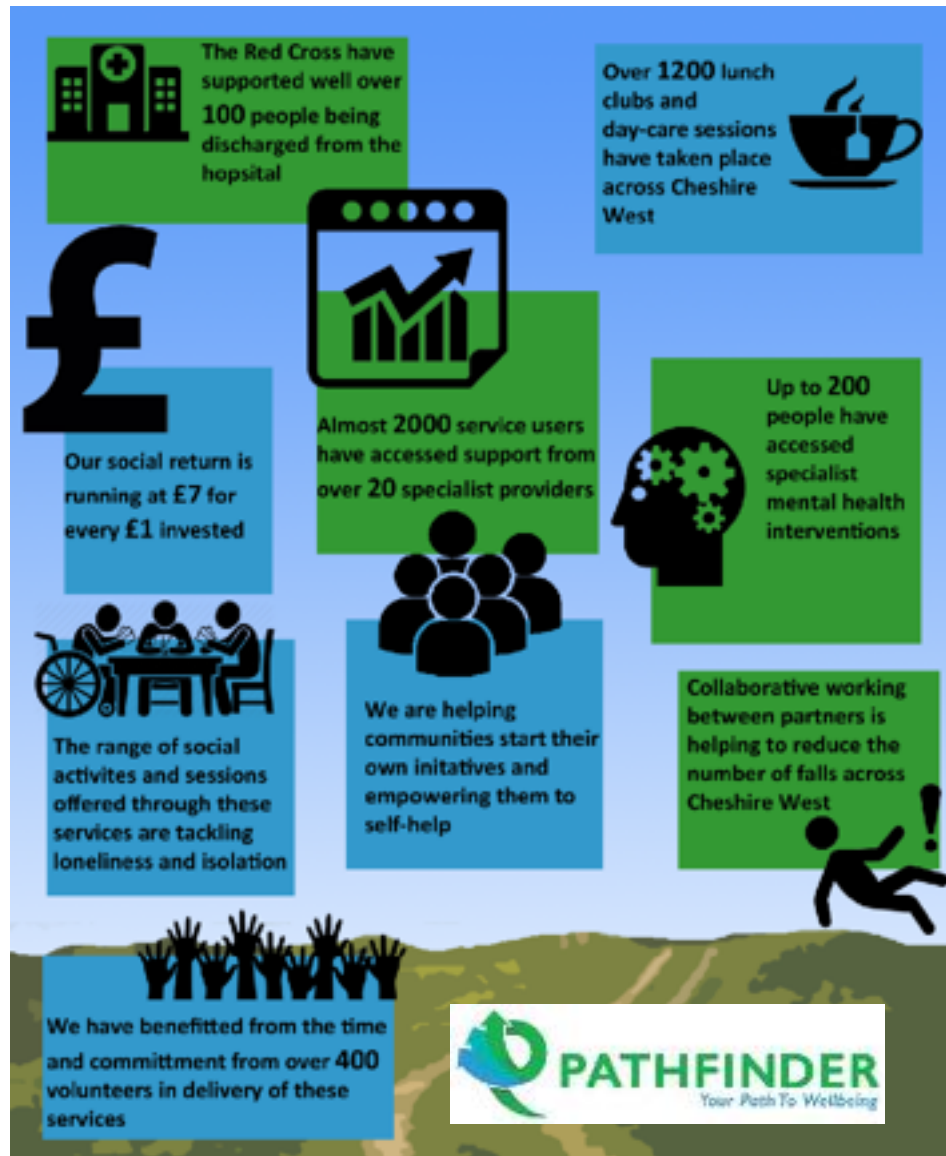 The Red Cross have
supported well over
100 people being
discharged from the
hopsital
Over 1200 lunch
clubs and
day-care sessions
have taken place
across Cheshire
West
Our social return is
running at £7 for
every £1 invested
Almost 2000 service users
have accessed support from
over 20 specialist providers
Up to 200
people have
accessed
specialist
mental health
interventions
The range of social
activites and sessions
offered through these
services are tackling
loneliness and isolation
We are helping
communities start their
own initatives and
empowering them to
self-help
Collaborative working
between partners is
helping to reduce the
number of falls across
Cheshire West
We have benefitted from the time
and committment from over 400
volunteers in delivery of these
services
PATHFINDER
Your Path To Wellbeing